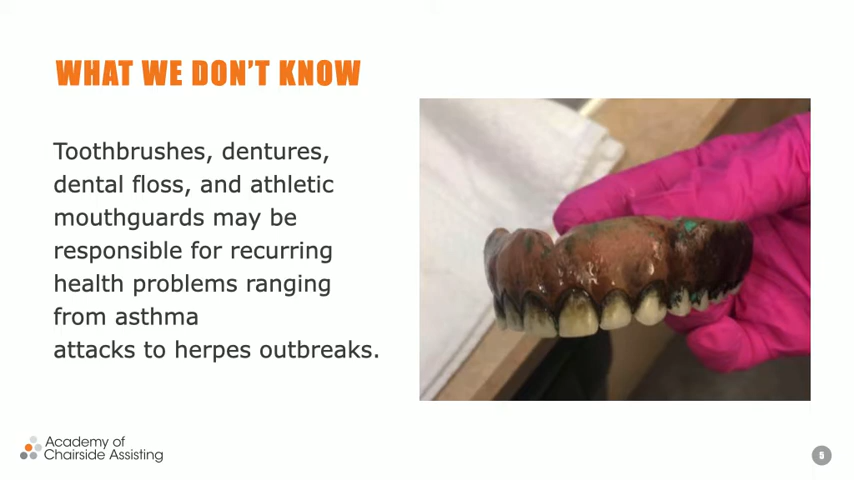 WHAT WE DON'T KNOW
Toothbrushes, dentures,
dental floss, and athletic
mouthguards may be
responsible for recurring
health problems ranging
from asthma
attacks to herpes outbreaks.
Academy of
Chairside Assisting
5